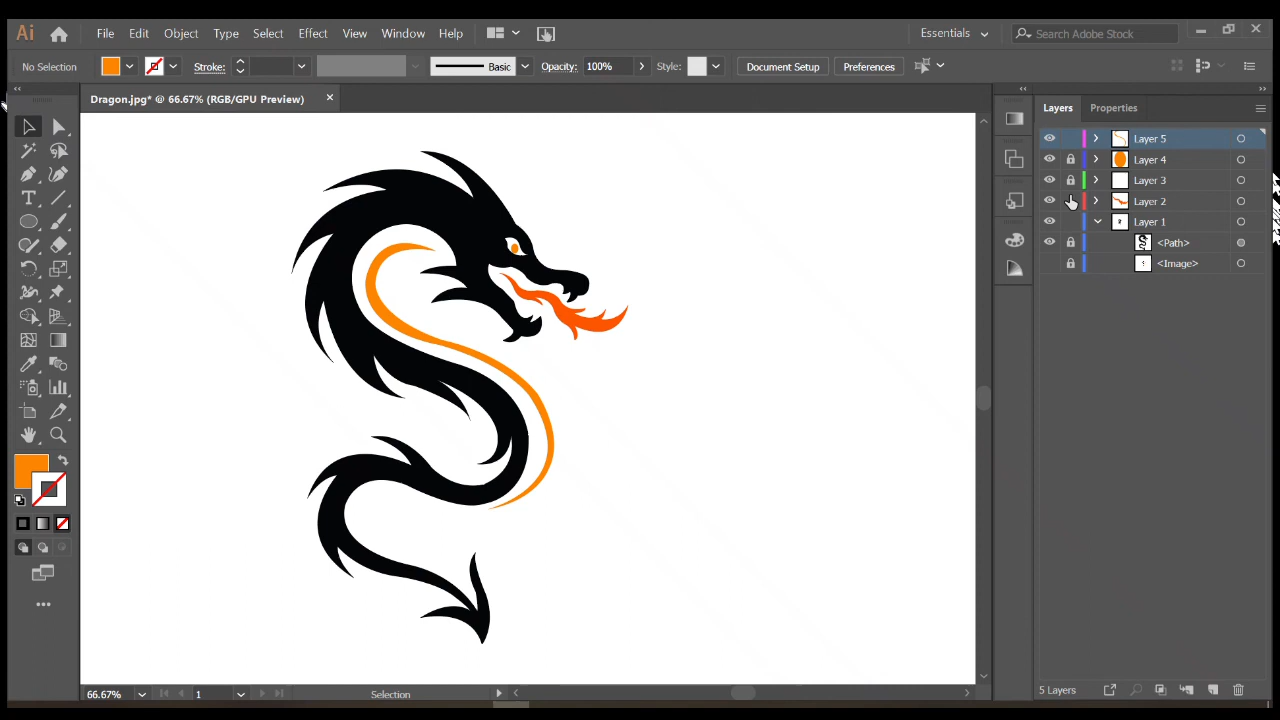 Ai File Edit Object Type Select Effect View Window Help Essentials Search Adobe Stock
No Selection Stroke: Basic Opacity: 100% Style: Document Setup Preferences
Dragon.jpg* @ 66.67% (RGB/GPU Preview)
Layers Properties
Layer 5
Layer 4
Layer 3
Layer 2
Layer 1
<Path>
<Image>
5 Layers
66.67% 1 Selection